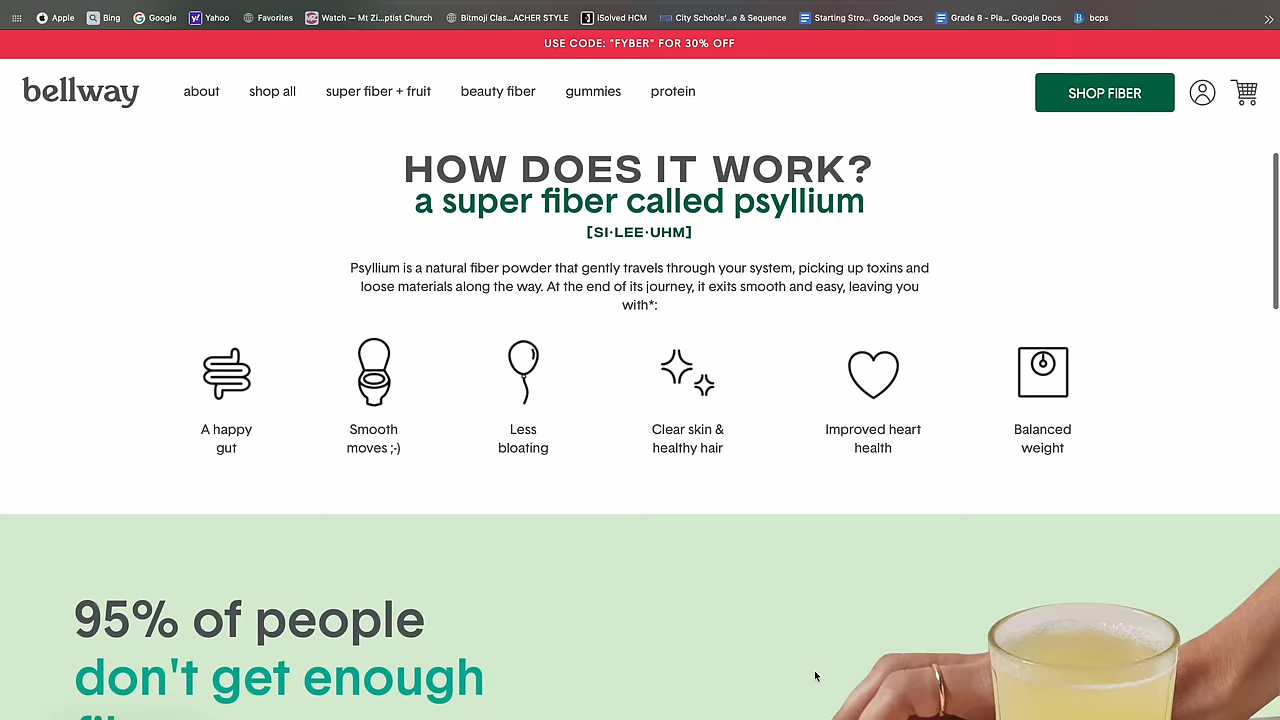 Apple Bing Google Yahoo Favorites Watch — Mt Zi...ptist Church Bitmoji Clas...ACHER STYLE iSolved HCM City Schools'...e & Sequence Starting Stro... Google Docs Grade 8 - Pla... Google Docs bcps
USE CODE: "FYBER" FOR 30% OFF
bellway about shop all super fiber + fruit beauty fiber gummies protein SHOP FIBER
HOW DOES IT WORK?
a super fiber called psyllium
[SI·LEE·UHM]
Psyllium is a natural fiber powder that gently travels through your system, picking up toxins and
loose materials along the way. At the end of its journey, it exits smooth and easy, leaving you
with*:
A happy
gut
Smooth
moves ;-)
Less
bloating
Clear skin &
healthy hair
Improved heart
health
Balanced
weight
95% of people
don't get enough